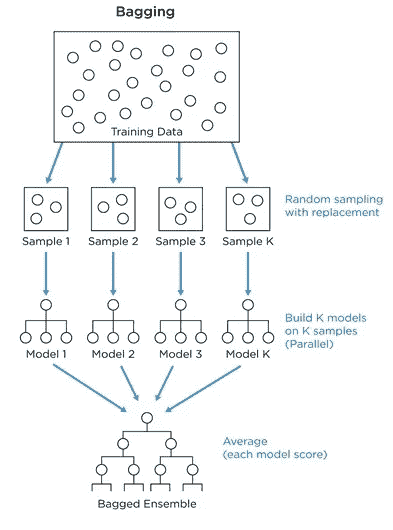 Bagging
Training Data
Random sampling
with replacement
Sample 1
Sample 2
Sample 3
Sample K
Build K models
on K samples
(Parallel)
Model 1
Model 2
Model 3
Model K
Average
(each model score)
Bagged Ensemble